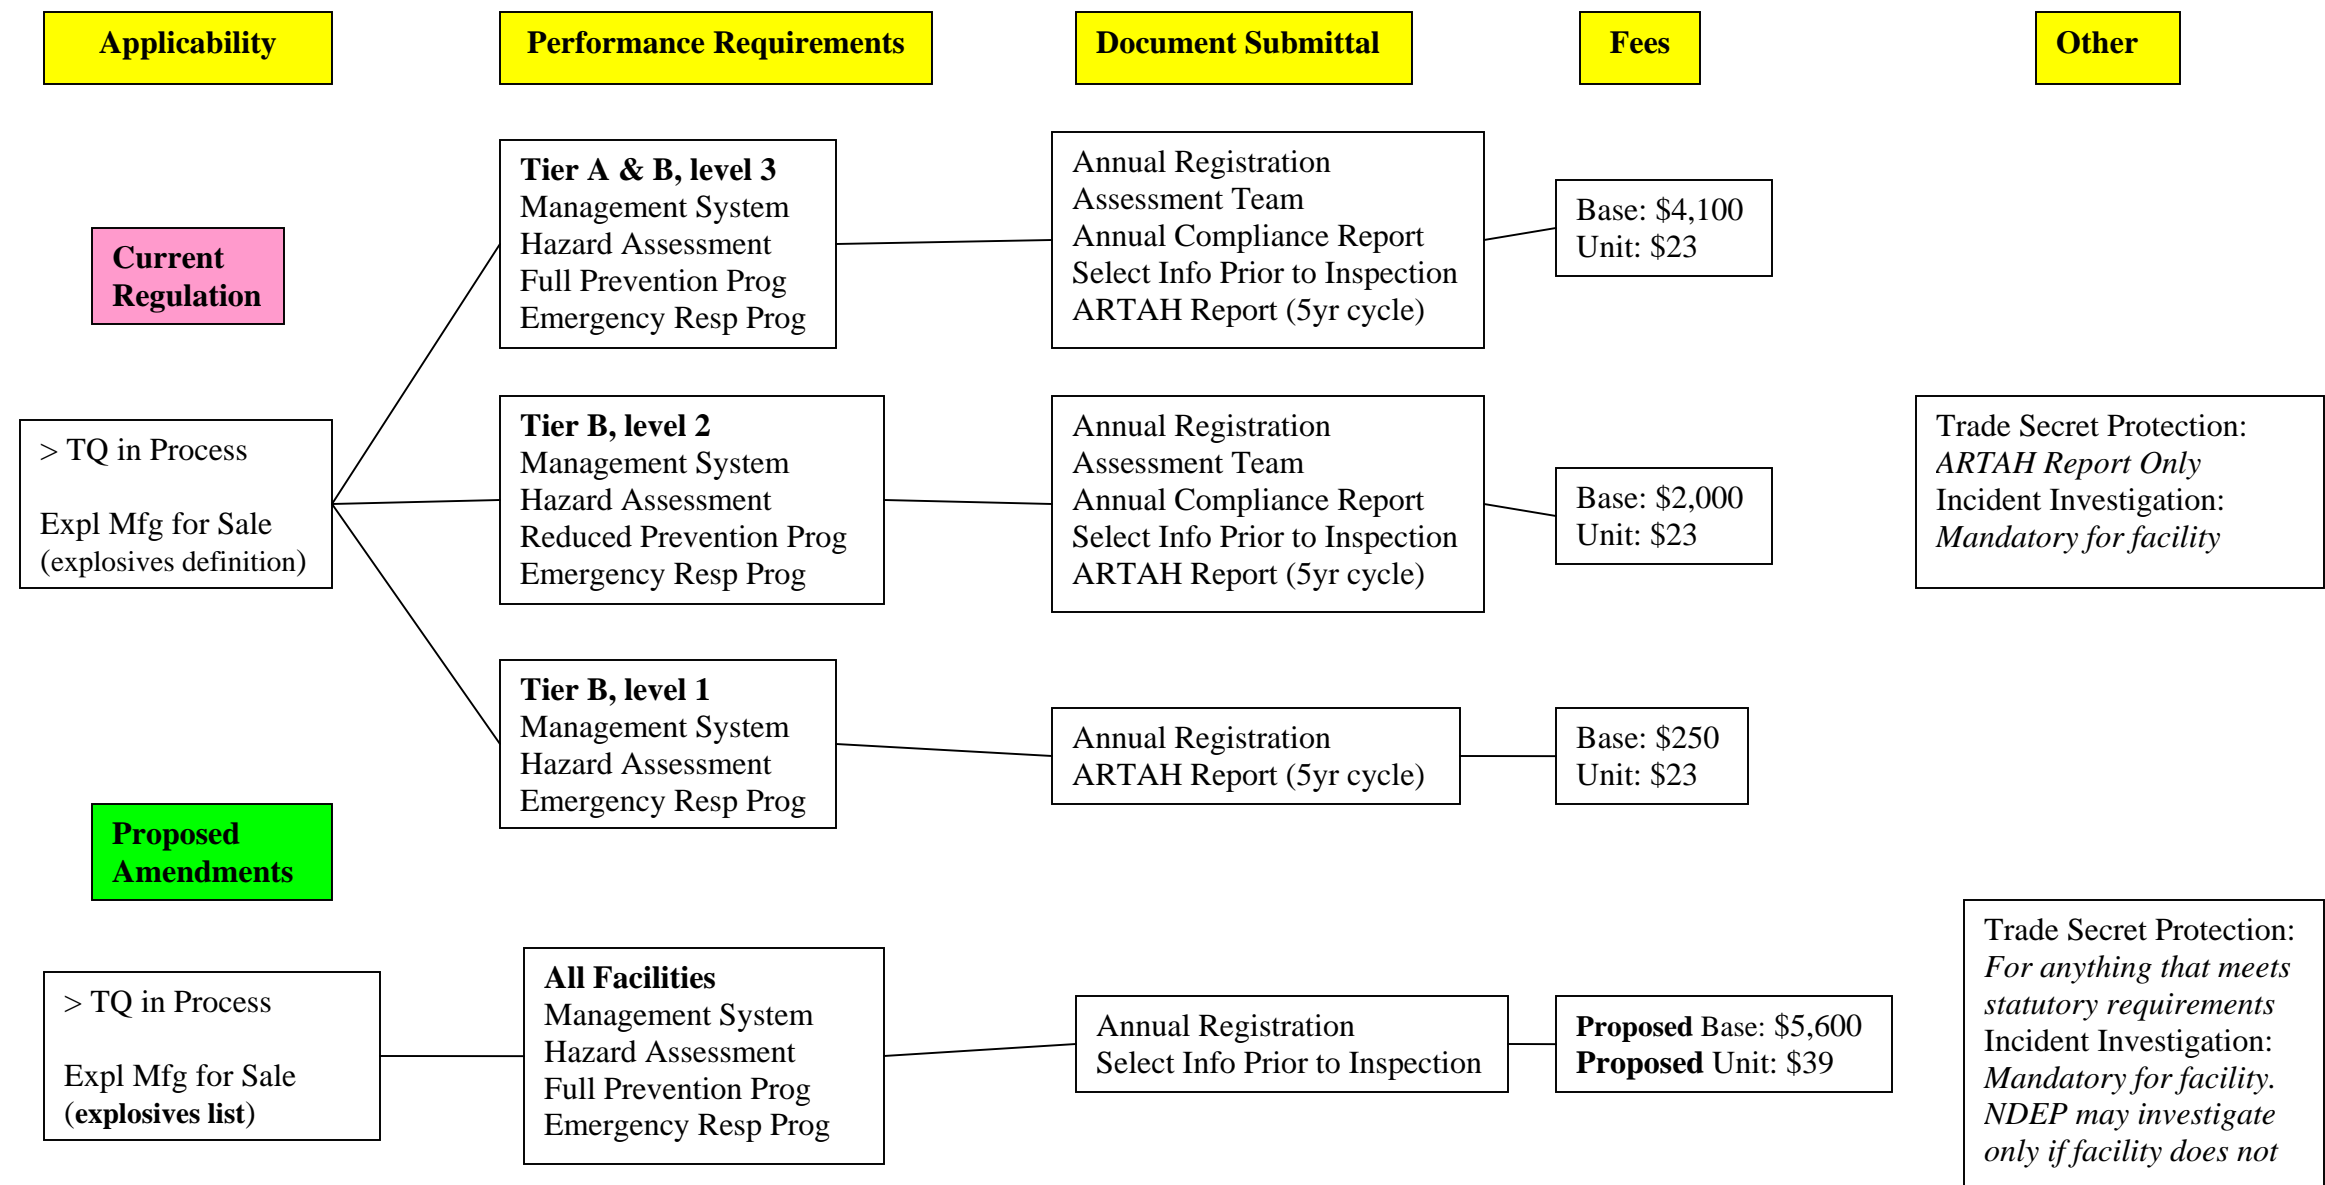 Applicability
Performance Requirements
Document Submittal
Fees
Other
Current
Regulation
> TQ in Process
Expl Mfg for Sale
(explosives definition)
Tier A & B, level 3
Management System
Hazard Assessment
Full Prevention Prog
Emergency Resp Prog
Annual Registration
Assessment Team
Annual Compliance Report
Select Info Prior to Inspection
ARTAH Report (5yr cycle)
Base: $4,100
Unit: $23
Tier B, level 2
Management System
Hazard Assessment
Reduced Prevention Prog
Emergency Resp Prog
Annual Registration
Assessment Team
Annual Compliance Report
Select Info Prior to Inspection
ARTAH Report (5yr cycle)
Base: $2,000
Unit: $23
Trade Secret Protection:
ARTAH Report Only
Incident Investigation:
Mandatory for facility
Tier B, level 1
Management System
Hazard Assessment
Emergency Resp Prog
Annual Registration
ARTAH Report (5yr cycle)
Base: $250
Unit: $23
Proposed
Amendments
> TQ in Process
Expl Mfg for Sale
(explosives list)
All Facilities
Management System
Hazard Assessment
Full Prevention Prog
Emergency Resp Prog
Annual Registration
Select Info Prior to Inspection
Proposed Base: $5,600
Proposed Unit: $39
Trade Secret Protection:
For anything that meets
statutory requirements
Incident Investigation:
Mandatory for facility.
NDEP may investigate
only if facility does not